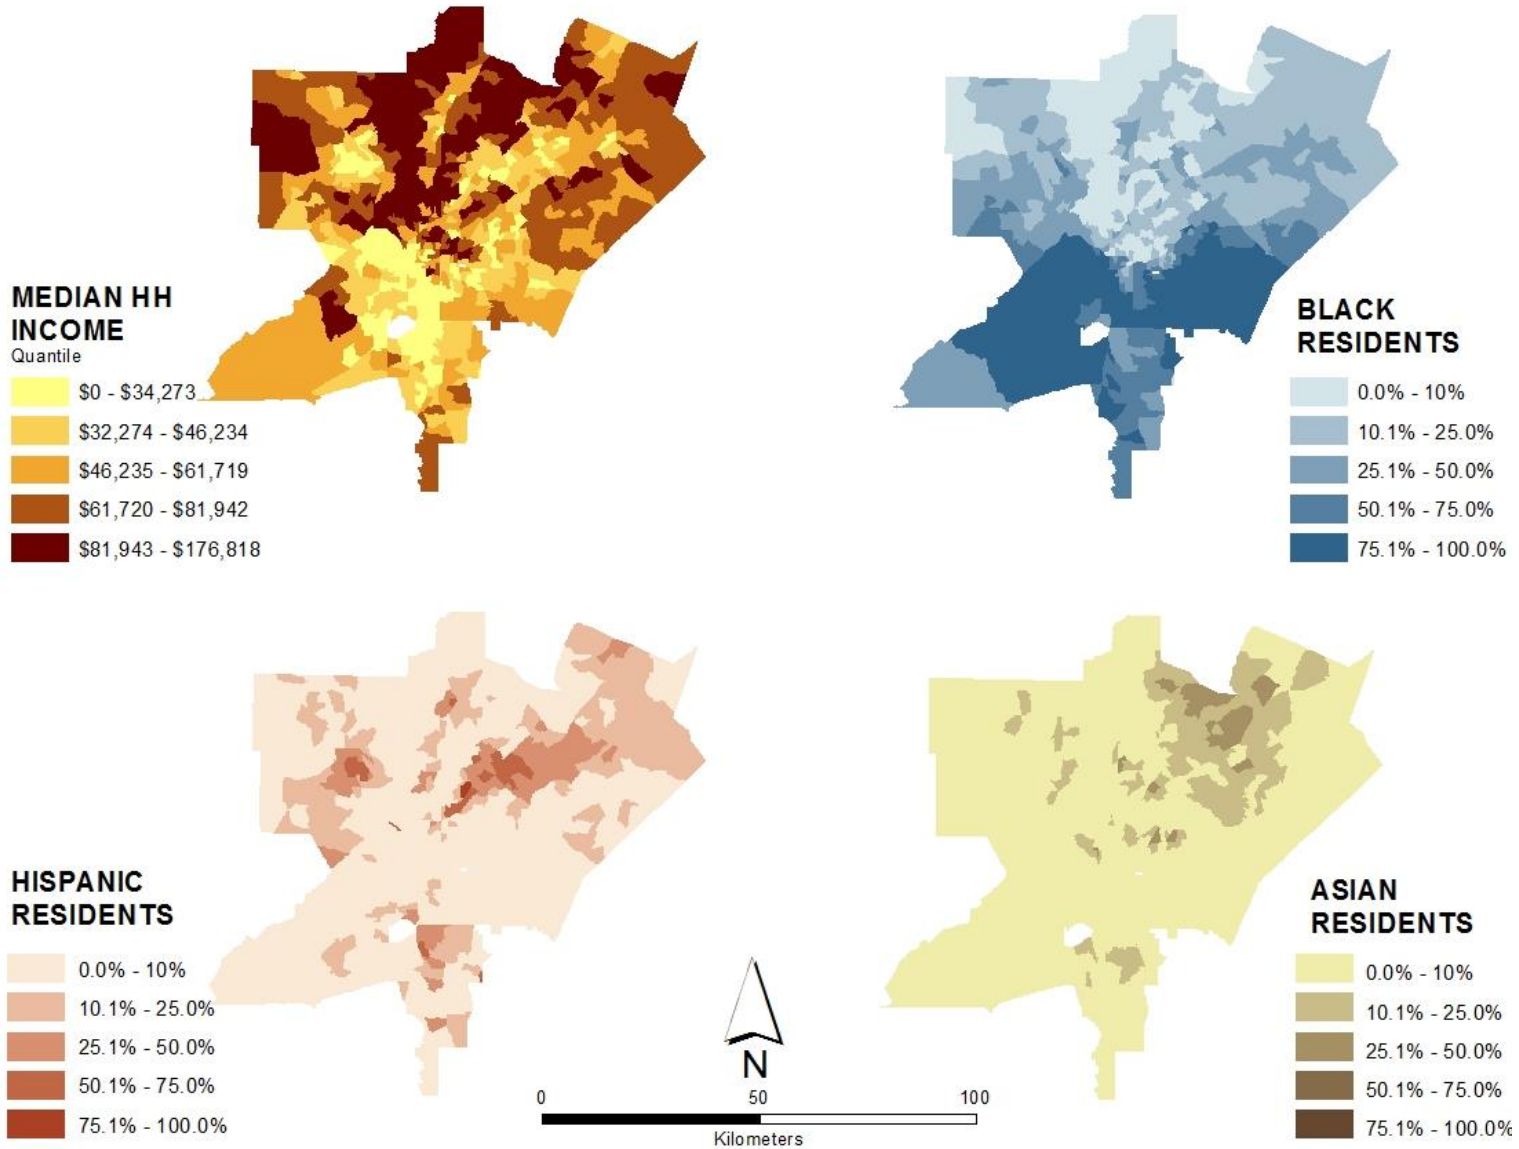 MEDIAN HH
INCOME
Quantile
$0 - $34,273
$32,274 - $46,234
$46,235 - $61,719
$61,720 - $81,942
$81,943 - $176,818
BLACK
RESIDENTS
0.0% - 10%
10.1% - 25.0%
25.1% - 50.0%
50.1% - 75.0%
75.1% - 100.0%
HISPANIC
RESIDENTS
0.0% - 10%
10.1% - 25.0%
25.1% - 50.0%
50.1% - 75.0%
75.1% - 100.0%
N
0 50 100
Kilometers
ASIAN
RESIDENTS
0.0% - 10%
10.1% - 25.0%
25.1% - 50.0%
50.1% - 75.0%
75.1% - 100.0%